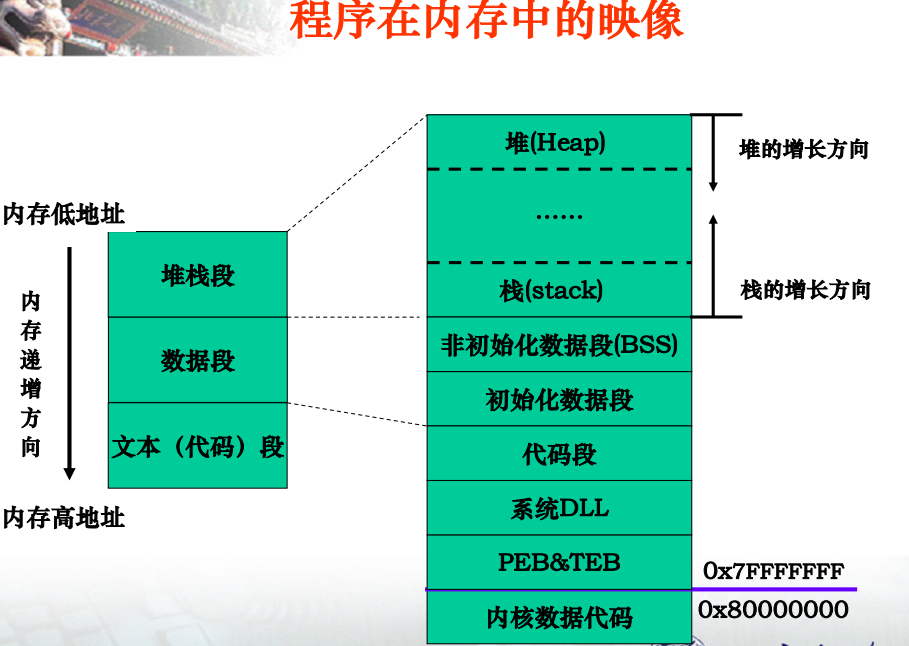 程序在内存中的映像
内存低地址
内存递增方向
内存高地址
堆栈段
数据段
文本（代码）段
堆(Heap)
……
栈(stack)
非初始化数据段(BSS)
初始化数据段
代码段
系统DLL
PEB&TEB
内核数据代码
堆的增长方向
栈的增长方向
0x7FFFFFFF
0x80000000